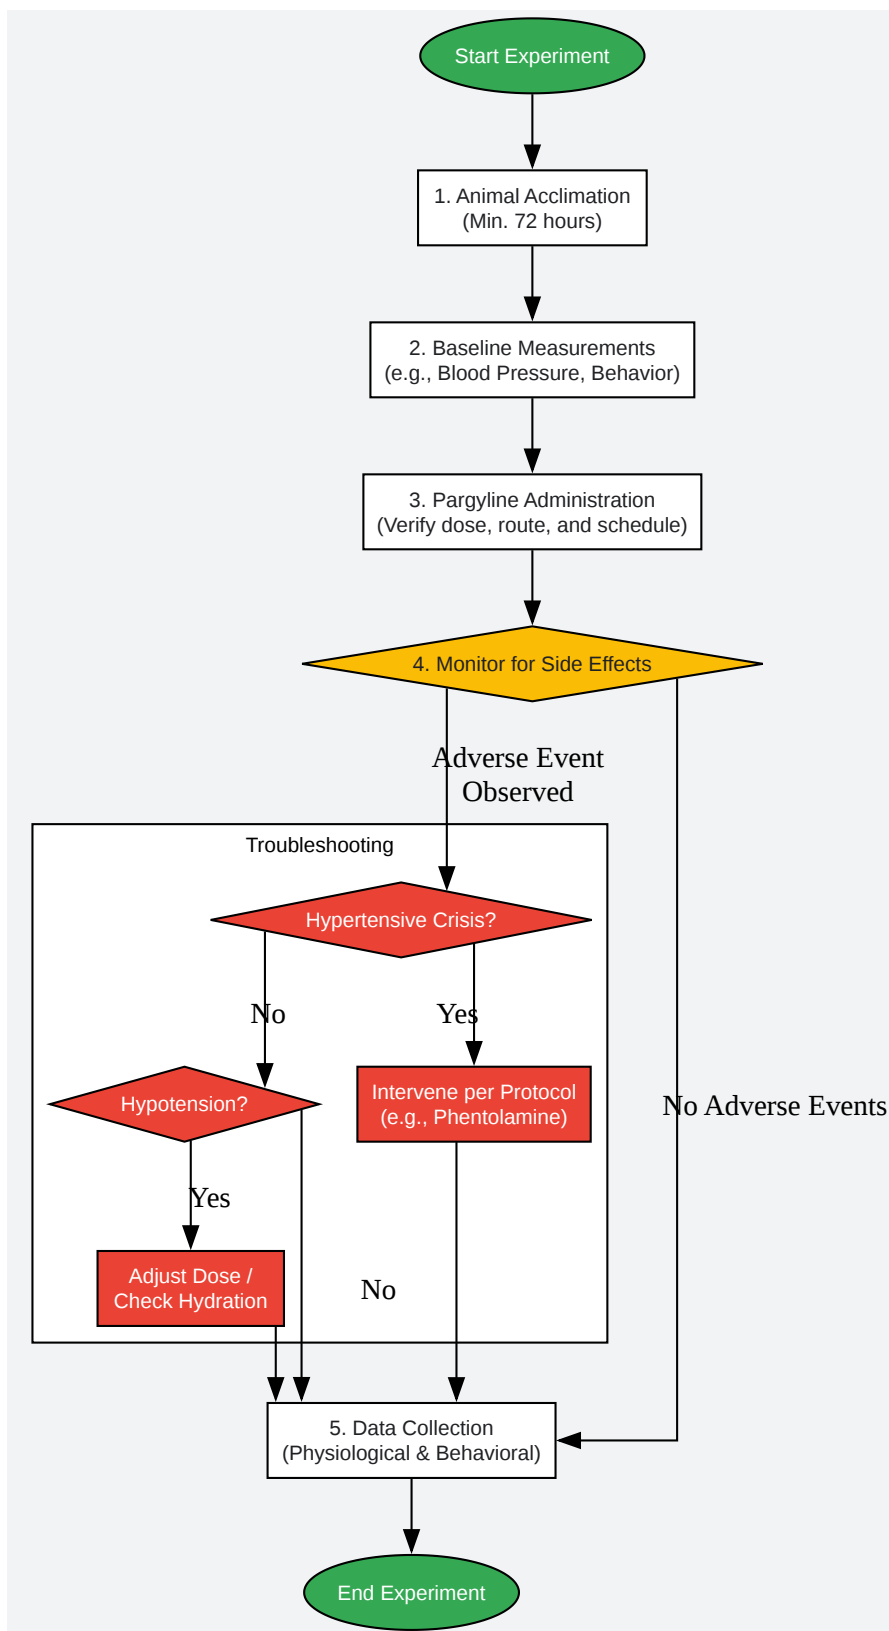 Start Experiment
1. Animal Acclimation
(Min. 72 hours)
2. Baseline Measurements
(e.g., Blood Pressure, Behavior)
3. Pargyline Administration
(Verify dose, route, and schedule)
4. Monitor for Side Effects
Adverse Event
Observed
Troubleshooting
Hypertensive Crisis?
No
Yes
Hypotension?
Intervene per Protocol
(e.g., Phentolamine)
No Adverse Events
Yes
Adjust Dose /
Check Hydration
No
5. Data Collection
(Physiological & Behavioral)
End Experiment